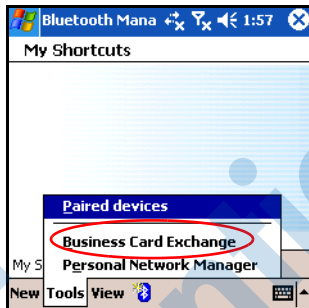 Bluetooth Mana 1:57
My Shortcuts
Paired devices
Business Card Exchange
My S Personal Network Manager
New Tools View